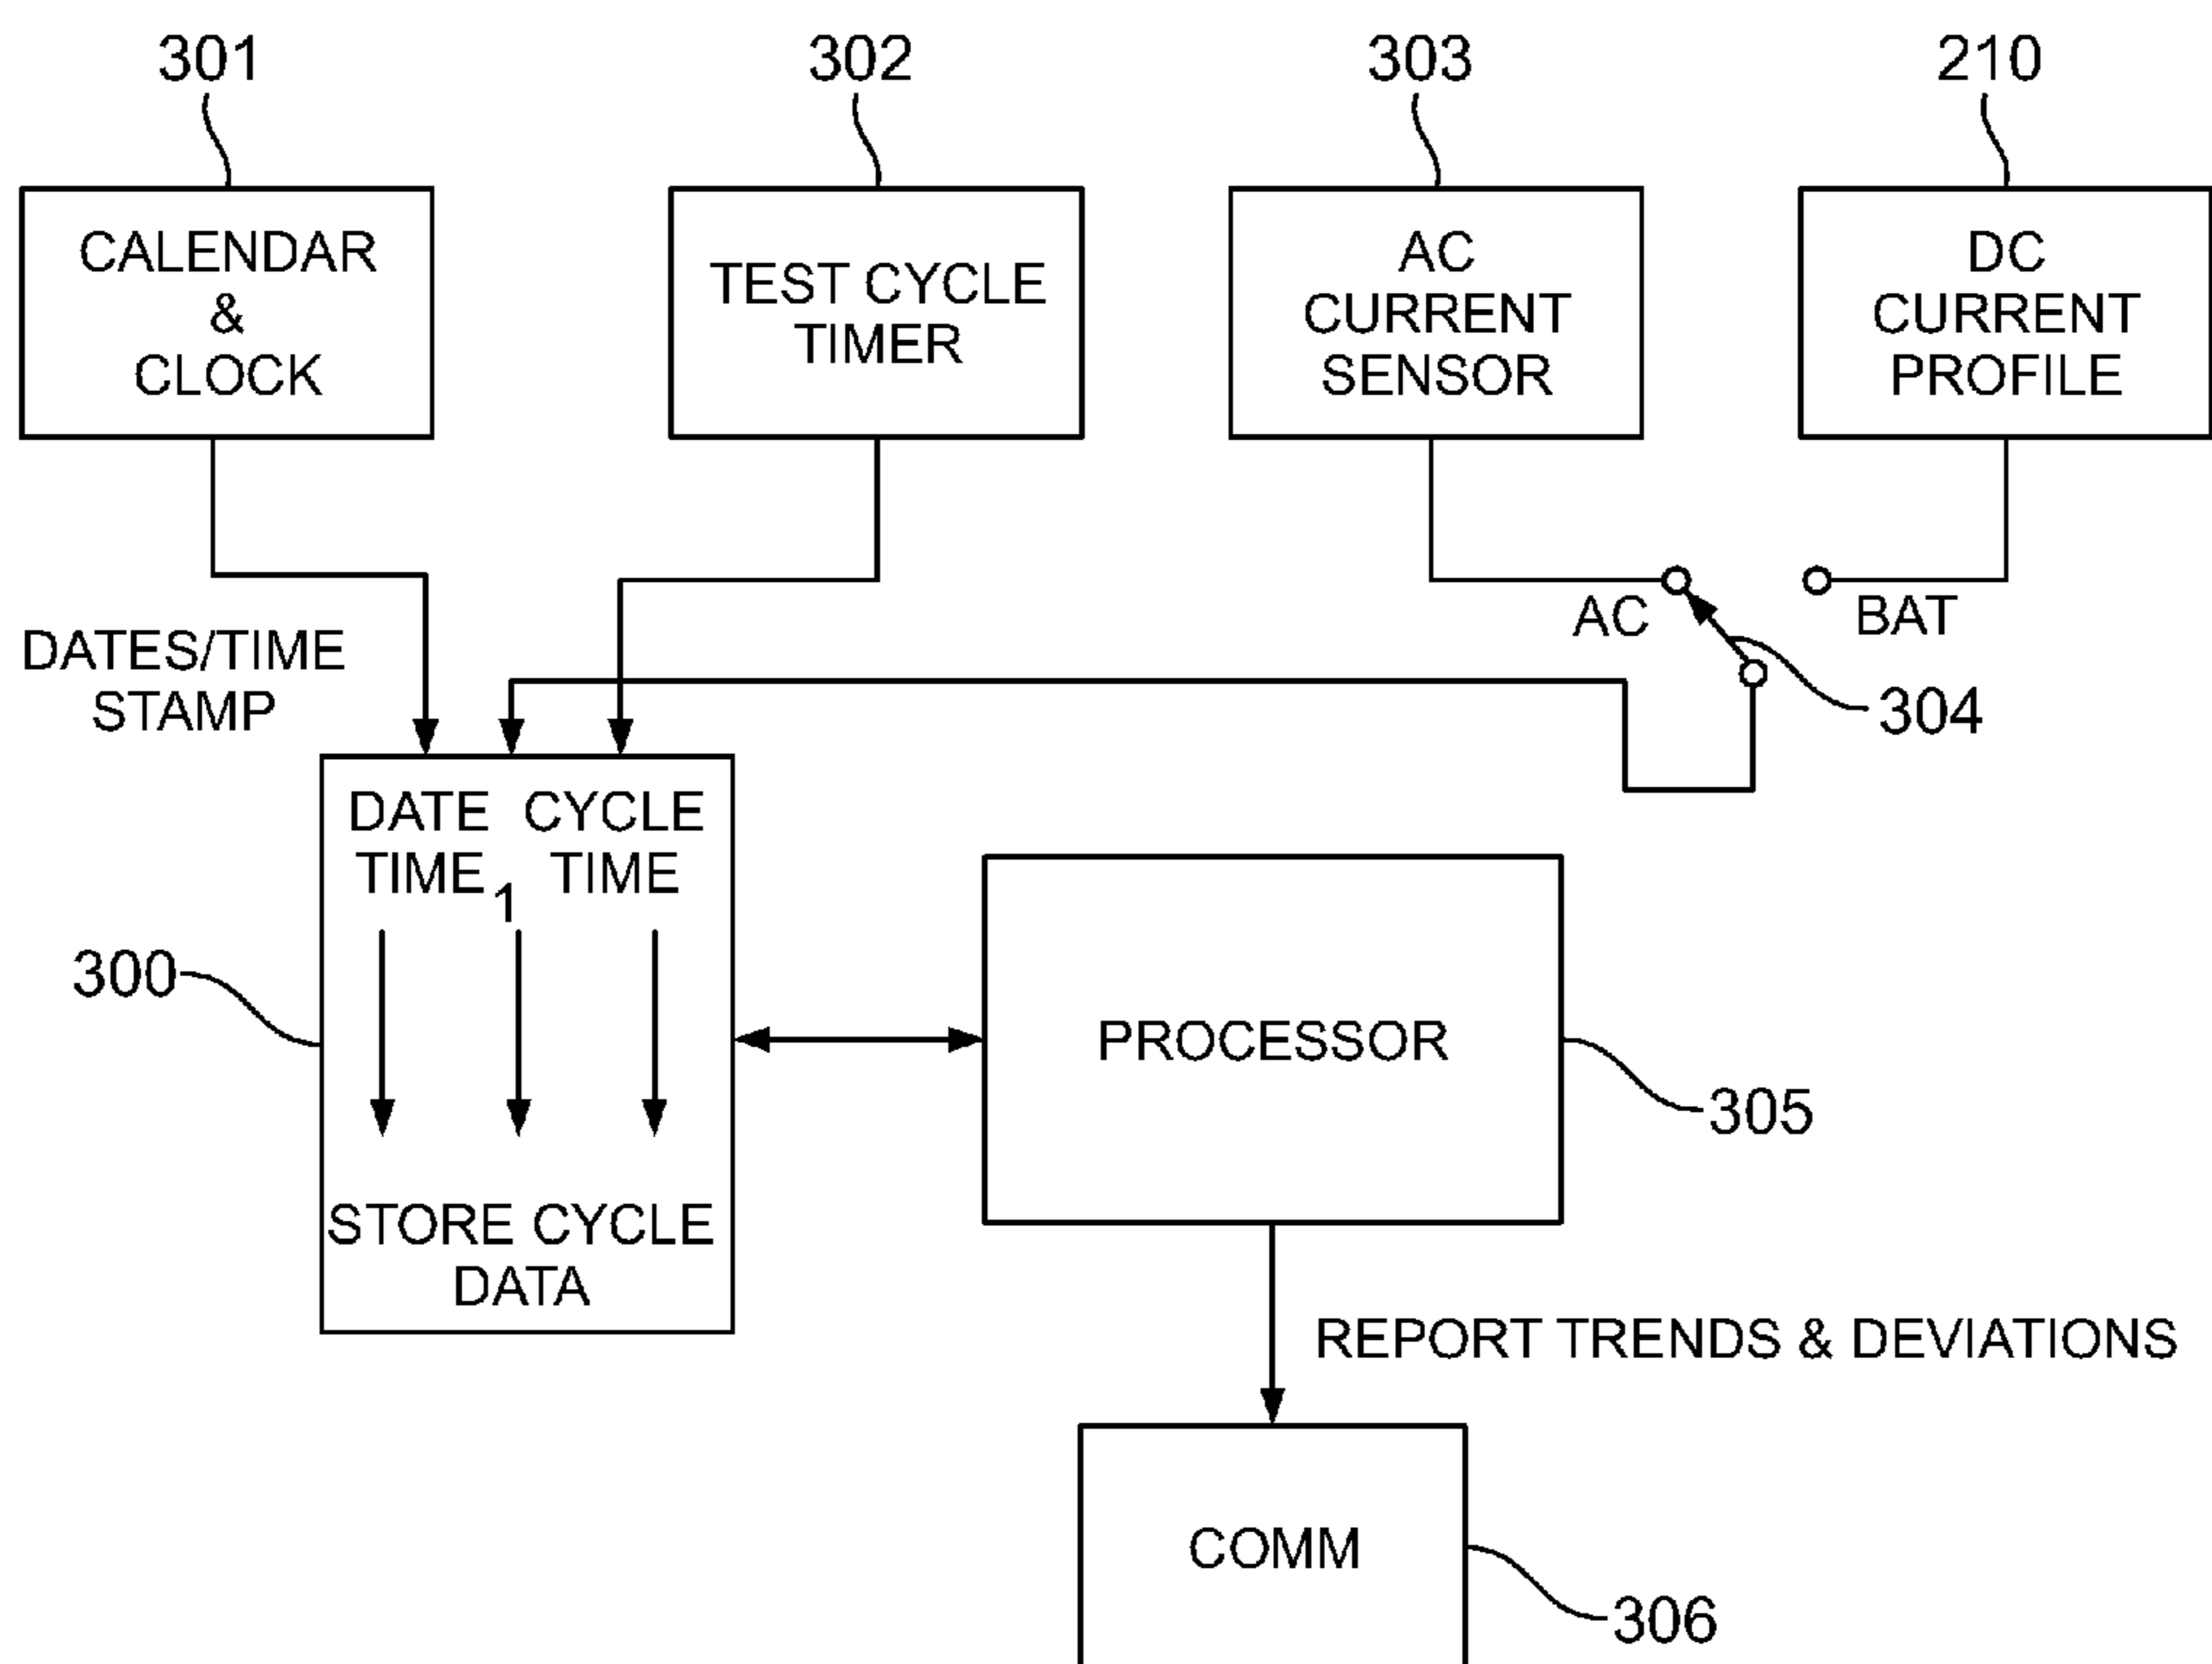 301
302
303
210
CALENDAR
&
CLOCK
TEST CYCLE
TIMER
AC
CURRENT
SENSOR
DC
CURRENT
PROFILE
AC
BAT
304
DATES/TIME
STAMP
DATE CYCLE
TIME TIME
1
300
STORE CYCLE
DATA
PROCESSOR
305
REPORT TRENDS & DEVIATIONS
COMM
306